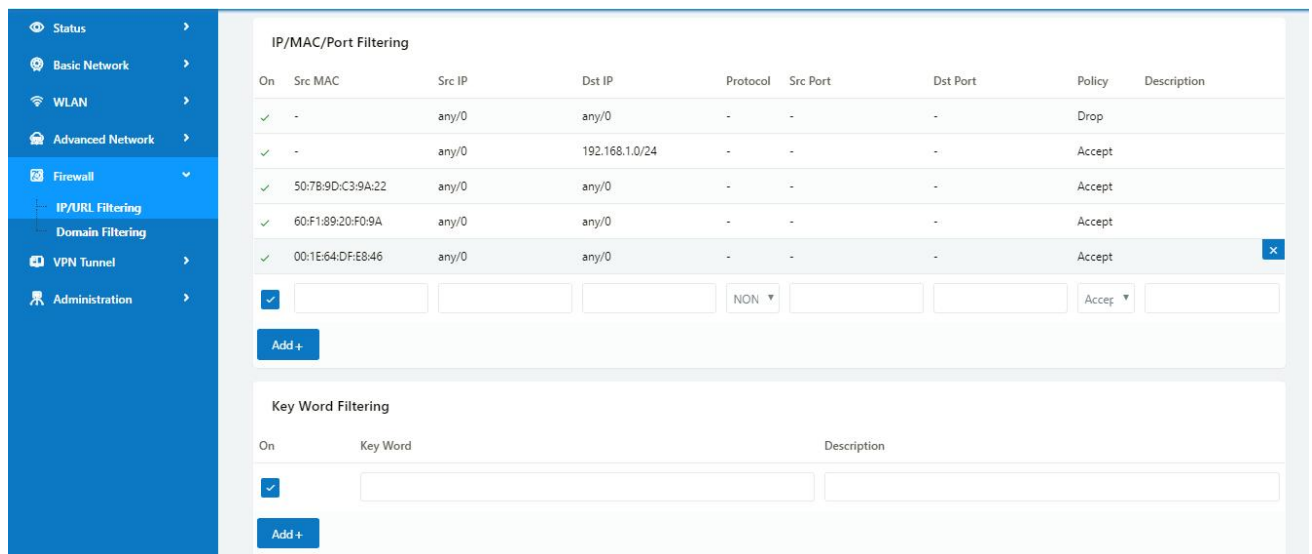 Status
Basic Network
WLAN
Advanced Network
Firewall
IP/URL Filtering
Domain Filtering
VPN Tunnel
Administration
IP/MAC/Port Filtering
On Src MAC Src IP Dst IP Protocol Src Port Dst Port Policy Description
- any/0 any/0 - - - Drop
- any/0 192.168.1.0/24 - - - Accept
50:7B:9D:C3:9A:22 any/0 any/0 - - - Accept
60:F1:89:20:F0:9A any/0 any/0 - - - Accept
00:1E:64:DF:E8:46 any/0 any/0 - - - Accept
NON Accep
Add +
Key Word Filtering
On Key Word Description
Add +